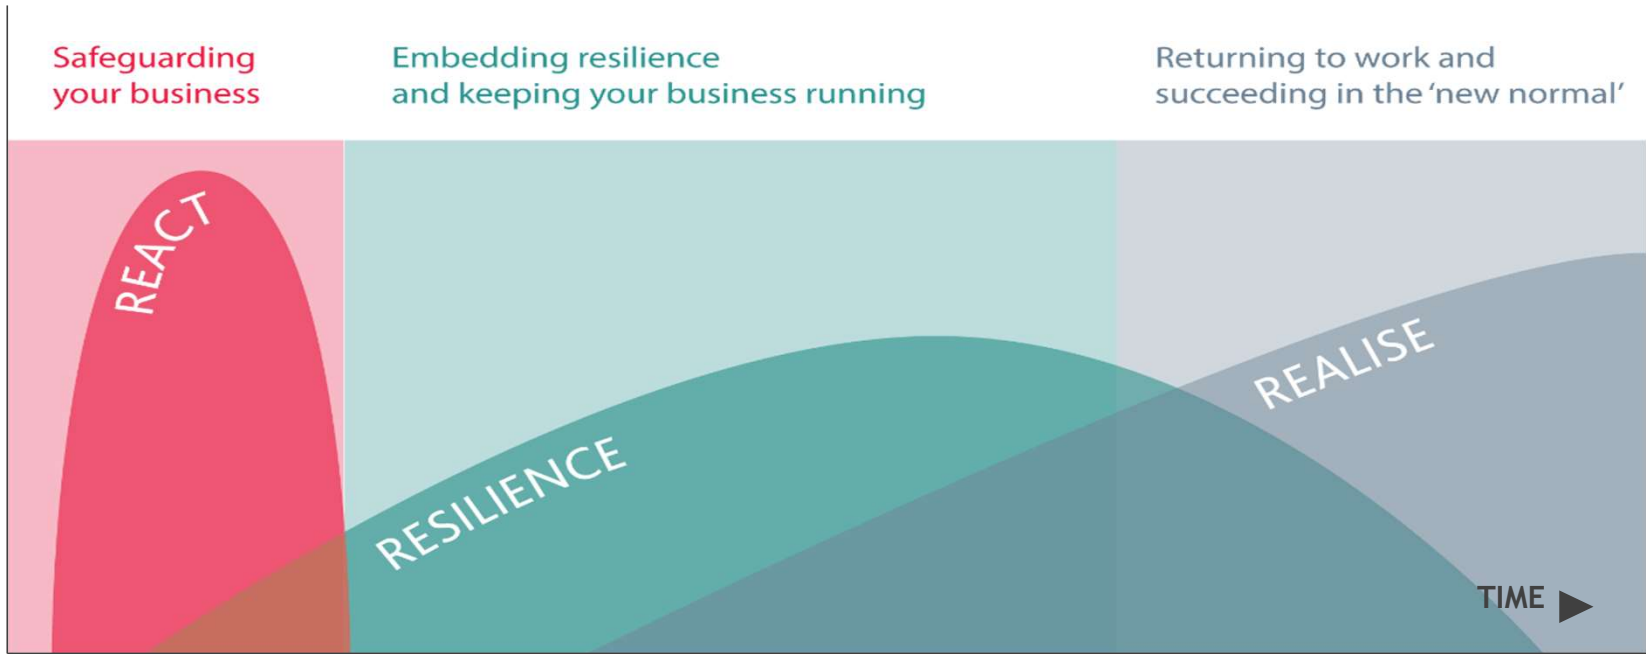 Safeguarding
your business
Embedding resilience
and keeping your business running
Returning to work and
succeeding in the ‘new normal’
REACT
RESILIENCE
REALISE
TIME